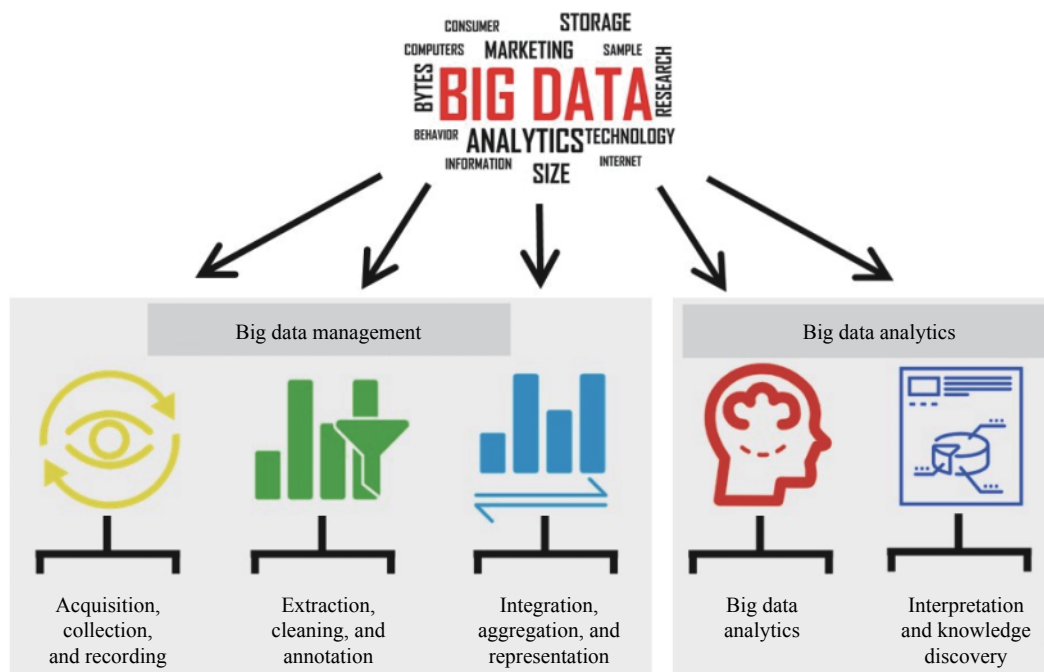 CONSUMER
STORAGE
COMPUTERS
MARKETING
SAMPLE
BYTES
BIG DATA
RESEARCH
BEHAVIOR
ANALYTICS
TECHNOLOGY
INFORMATION
SIZE
INTERNET
Big data management
Big data analytics
Acquisition,
collection,
and recording
Extraction,
cleaning, and
annotation
Integration,
aggregation, and
representation
Big data
analytics
Interpretation
and knowledge
discovery